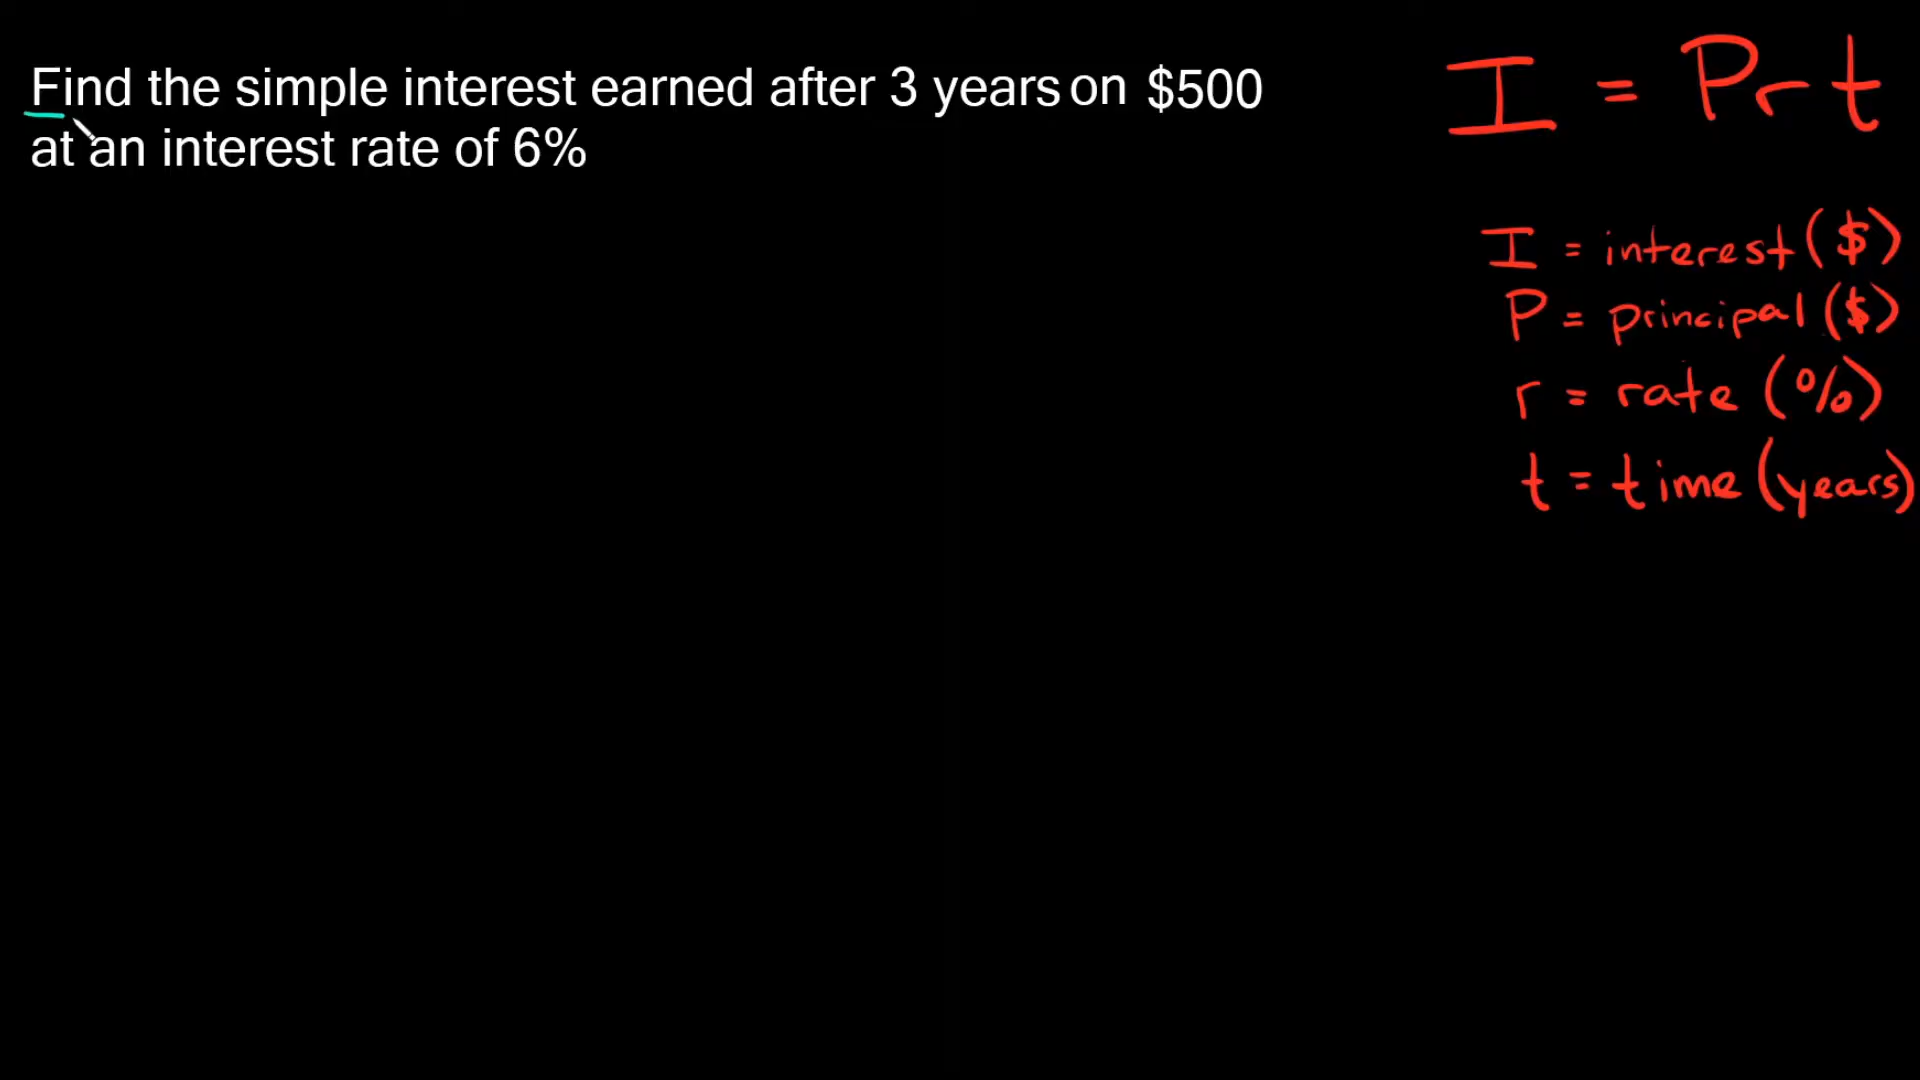 Find the simple interest earned after 3 years on $500
at an interest rate of 6%
I = Prt
I = interest ($)
P = principal ($)
r = rate (%)
t = time (years)